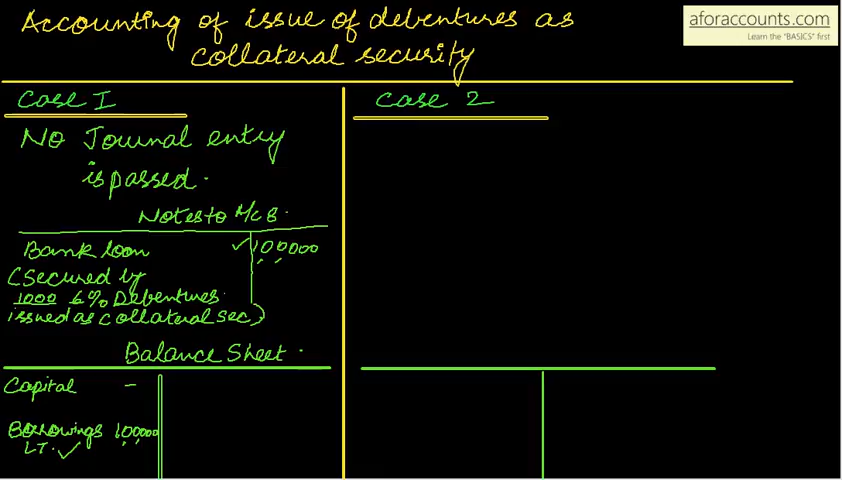 Accounting of issue of debentures as
collateral security
aforaccounts.com
Learn the "BASICS" first
Case I
No Journal entry
is passed.
Notes to A/cs.
Bank loan ✓ 100000
(Secured by
1000 6% Debentures
issued as collateral sec)
Balance Sheet.
Capital -
Borrowings 100000
LT. ✓
Case 2